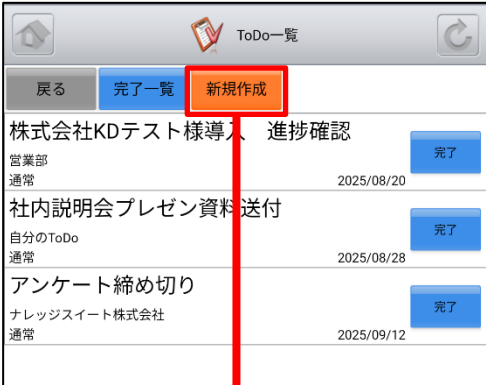 ToDo一覧
戻る 完了一覧 新規作成
株式会社KDテスト様導入 進捗確認
営業部
完了
通常 2025/08/20
社内説明会プレゼン資料送付
自分のToDo
完了
通常 2025/08/28
アンケート締め切り
ナレッジスイート株式会社
完了
通常 2025/09/12